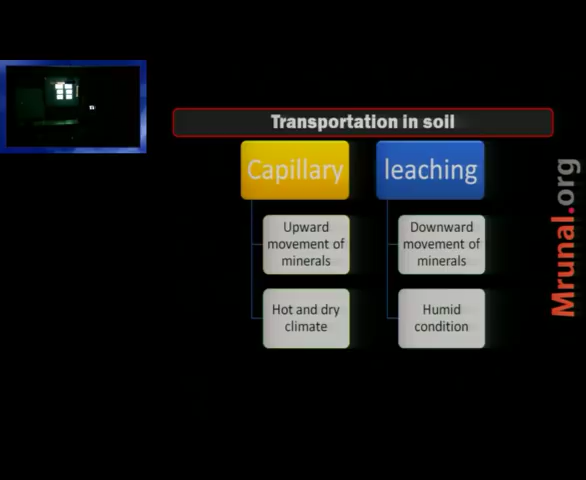 Transportation in soil
Capillary
leaching
Upward
movement of
minerals
Downward
movement of
minerals
Hot and dry
climate
Humid
condition
Mrunal.org